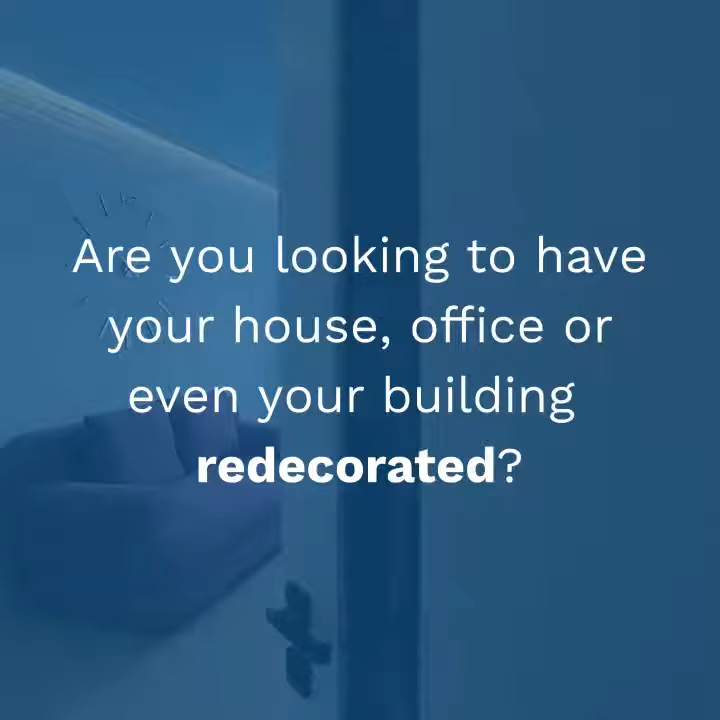 Are you looking to have
your house, office or
even your building
redecorated?